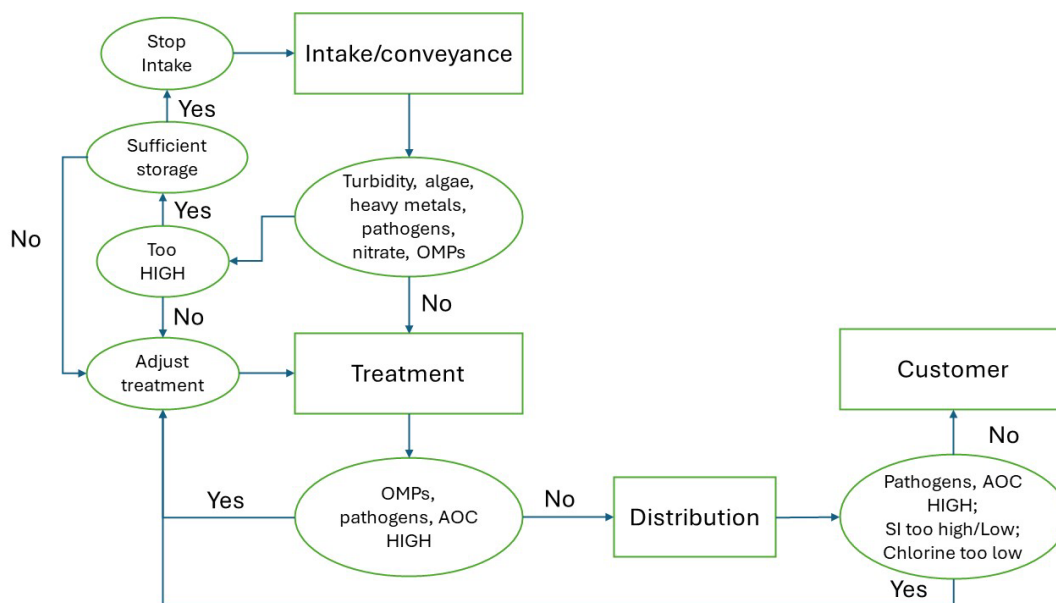 Stop
Intake
Intake/conveyance
Yes
Sufficient
storage
Turbidity, algae,
heavy metals,
pathogens,
nitrate, OMPs
Yes
No
Too
HIGH
No
No
Adjust
treatment
Treatment
Customer
No
Yes
OMPs,
pathogens, AOC
HIGH
No
Distribution
Pathogens, AOC
HIGH;
SI too high/Low;
Chlorine too low
Yes